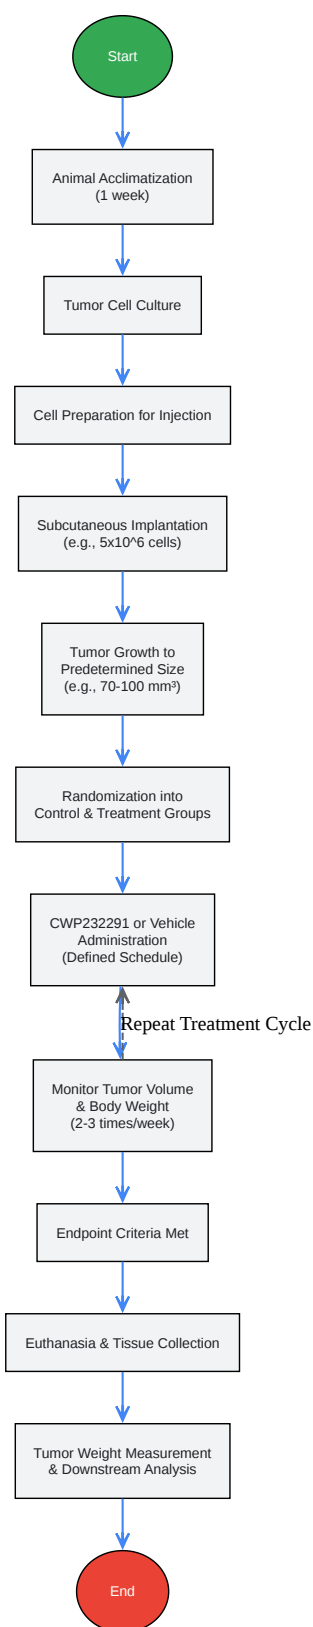 Start
Animal Acclimatization
(1 week)
Tumor Cell Culture
Cell Preparation for Injection
Subcutaneous Implantation
(e.g., 5x10^6 cells)
Tumor Growth to
Predetermined Size
(e.g., 70-100 mm³)
Randomization into
Control & Treatment Groups
CWP232291 or Vehicle
Administration
(Defined Schedule)
Repeat Treatment Cycle
Monitor Tumor Volume
& Body Weight
(2-3 times/week)
Endpoint Criteria Met
Euthanasia & Tissue Collection
Tumor Weight Measurement
& Downstream Analysis
End